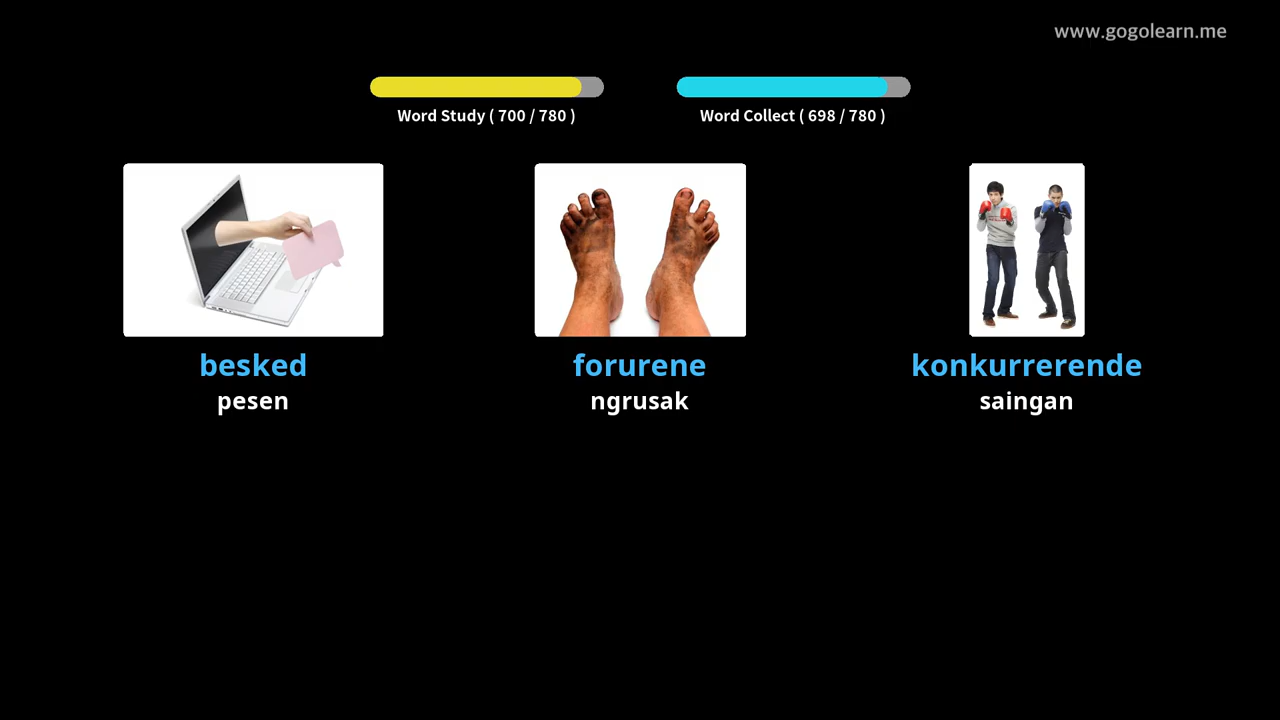 www.gogolearn.me
Word Study ( 700 / 780 )
Word Collect ( 698 / 780 )
besked
forurene
konkurrerende
pesen
ngrusak
saingan